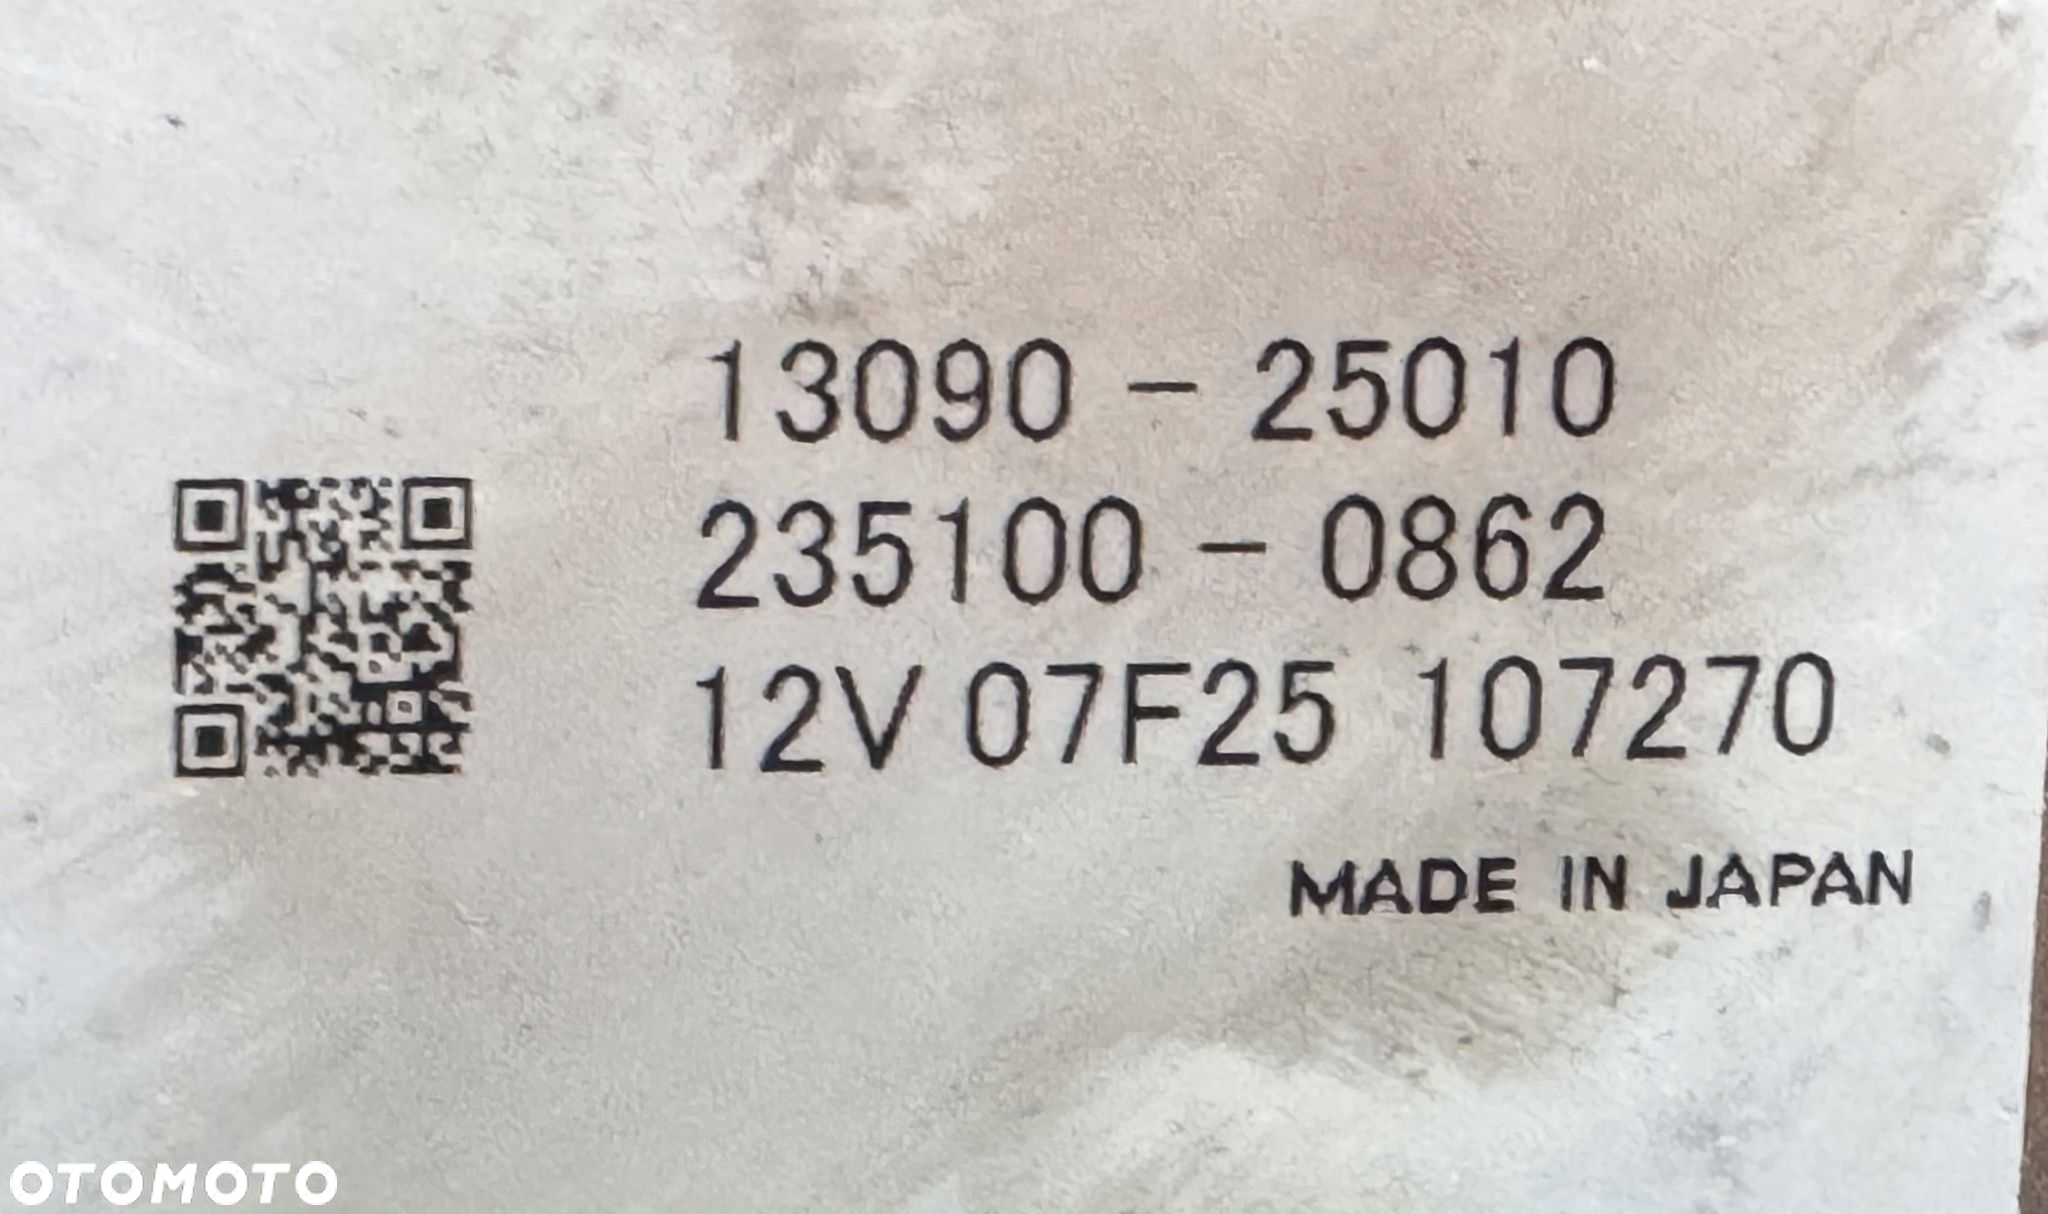 13090-25010
235100-0862
12V 07F25 107270
MADE IN JAPAN
OTOMOTO